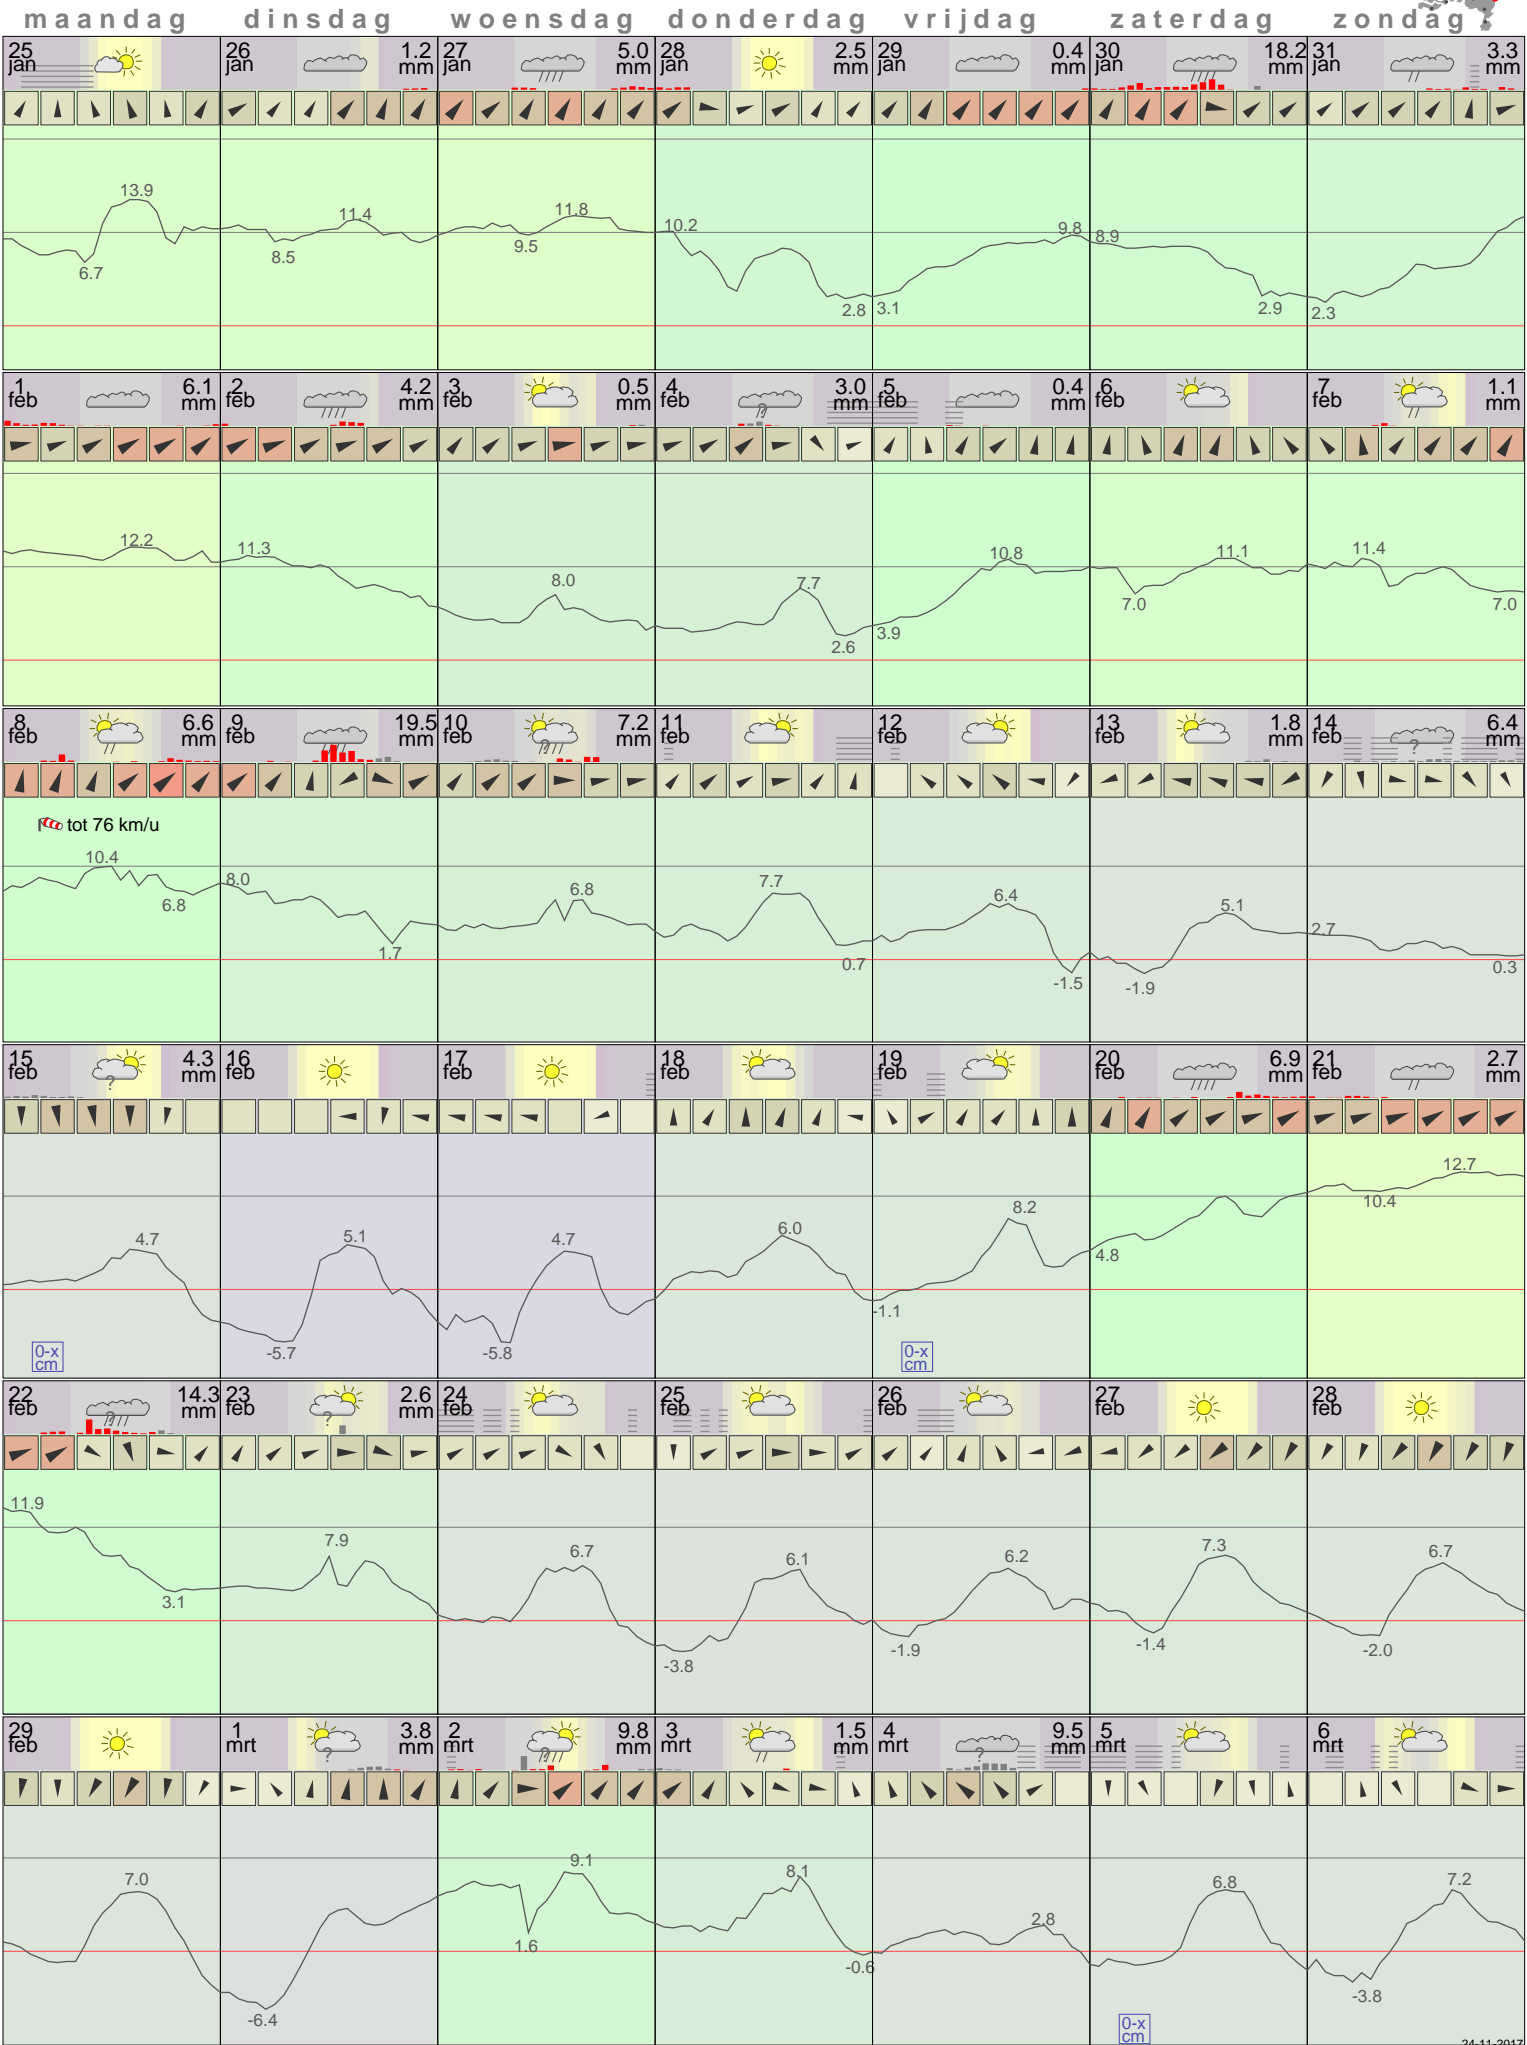 maandag dinsdag woensdag donderdag vrijdag zaterdag zondag
25 26 1.2 27 5.0 28 2.5 29 0.4 30 18.2 31 3.3
jan jan mm jan mm jan mm jan mm jan mm jan mm
13.9 11.4 11.8 10.2 9.8 8.9
6.7 8.5 9.5 2.8 3.1 2.9 2.3
1 6.1 2 4.2 3 0.5 4 3.0 5 0.4 6 7 1.1
feb mm feb mm feb mm feb ? mm feb mm feb feb mm
12.2 11.3 8.0 7.7 10.8 11.1 11.4
2.6 3.9 7.0 7.0
8 6.6 9 19.5 10 7.2 11 12 13 1.8 14 6.4
feb mm feb mm feb ? mm feb feb feb mm feb ? mm
tot 76 km/u
10.4 8.0 6.8 7.7 6.4 5.1 2.7
6.8 1.7 0.7 -1.5 -1.9 0.3
15 4.3 16 17 18 19 20 6.9 21 2.7
feb ? mm feb feb feb feb feb mm feb mm
4.7 5.1 4.7 6.0 8.2 12.7
-5.7 -5.8 -1.1 4.8 10.4
0-x 0-x
cm cm
22 14.3 23 2.6 24 25 26 27 28
feb ? mm feb ? mm feb feb feb feb feb
11.9 7.9 6.7 6.1 6.2 7.3 6.7
3.1 -3.8 -1.9 -1.4 -2.0
29 1 3.8 2 9.8 3 1.5 4 9.5 5 6
feb mrt ? mm mrt ? mm mrt mm mrt ? mm mrt mrt
7.0 9.1 8.1 2.8 6.8 7.2
-6.4 1.6 -0.6 -3.8
0-x
cm
24-11-2017